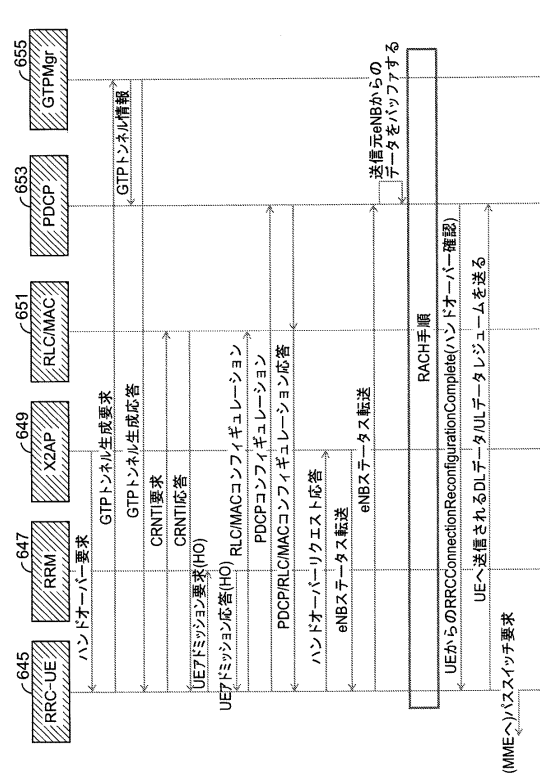 645
647
649
651
653
655
RRC-UE
RRM
X2AP
RLC/MAC
PDCP
GTPMgr
ハンドオーバー要求
GTPトンネル生成要求
GTPトンネル情報
GTPトンネル生成応答
CRNTI要求
CRNTI応答
UEアドミッション要求(HO)
UEアドミッション応答(HO)
RLC/MACコンフィギュレーション
PDCPコンフィギュレーション
PDCP/RLC/MACコンフィギュレーション応答
ハンドオーバーリクエスト応答
eNBステータス転送
eNBステータス転送
送信元eNBからの
データをバッファする
RACH手順
UEからのRRCConnectionReconfigurationComplete(ハンドオーバー確認)
UEへ送信されるDLデータ/ULデータレジュームを送る
(MMEへ)パススイッチ要求